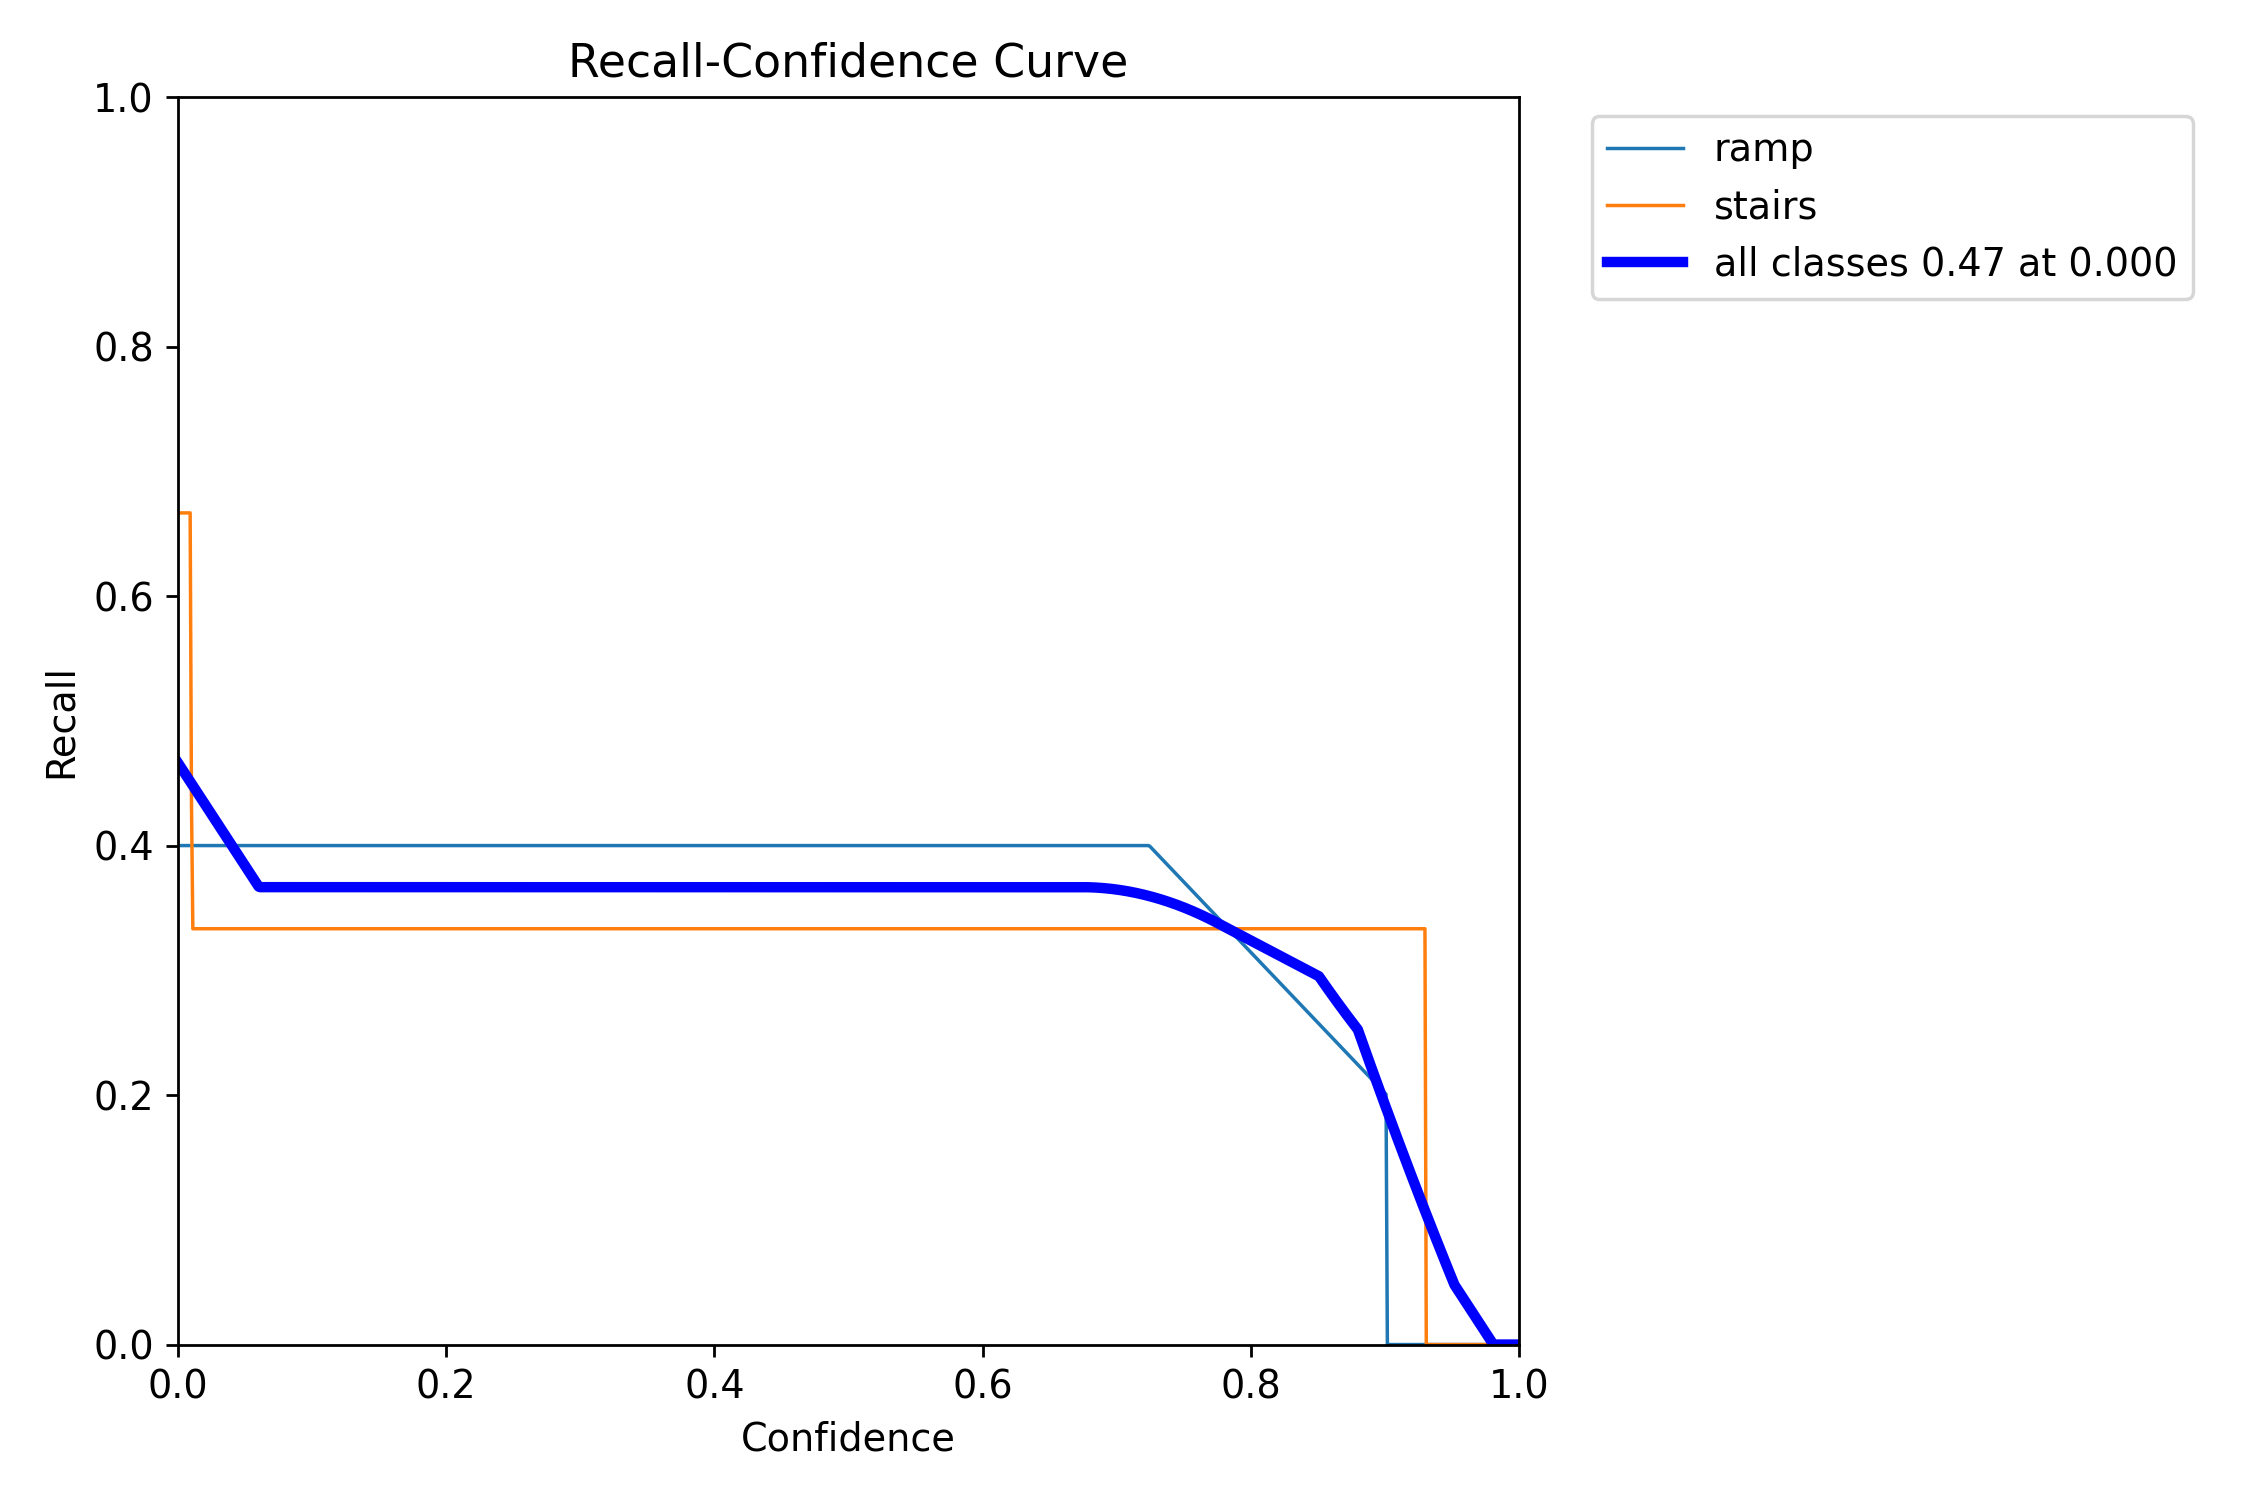 Recall-Confidence Curve
1.0
0.8
0.6
0.4
0.2
0.0
Recall
0.0 0.2 0.4 0.6 0.8 1.0
Confidence
ramp
stairs
all classes 0.47 at 0.000